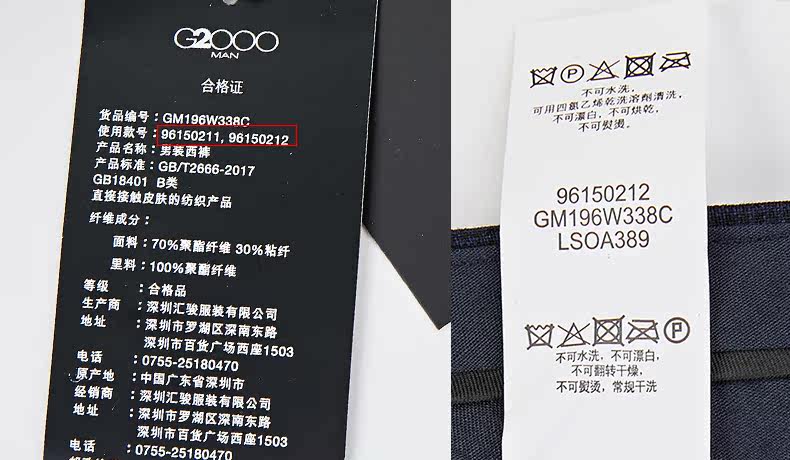 G2000
MAN
合格证
货品编号：GM196W338C
使用款号：96150211, 96150212
产品名称：男装西裤
产品标准：GB/T2666-2017
GB18401 B类
直接接触皮肤的纺织产品
纤维成分：
面料：70%聚酯纤维 30%粘纤
里料：100%聚酯纤维
等级 ：合格品
生产商 ：深圳汇骏服装有限公司
地址 ：深圳市罗湖区深南东路
深圳市百货广场西座1503
电话 ：0755-25180470
原产地 ：中国广东省深圳市
经销商 ：深圳汇骏服装有限公司
地址 ：深圳市罗湖区深南东路
深圳市百货广场西座1503
电话 ：0755-25180470
不可水洗，
可用四氯乙烯乾洗溶劑清洗，
不可漂白，不可烘乾，
不可熨燙。
96150212
GM196W338C
LSOA389
不可水洗，不可漂白，
不可翻转干燥，
不可熨烫，常规干洗